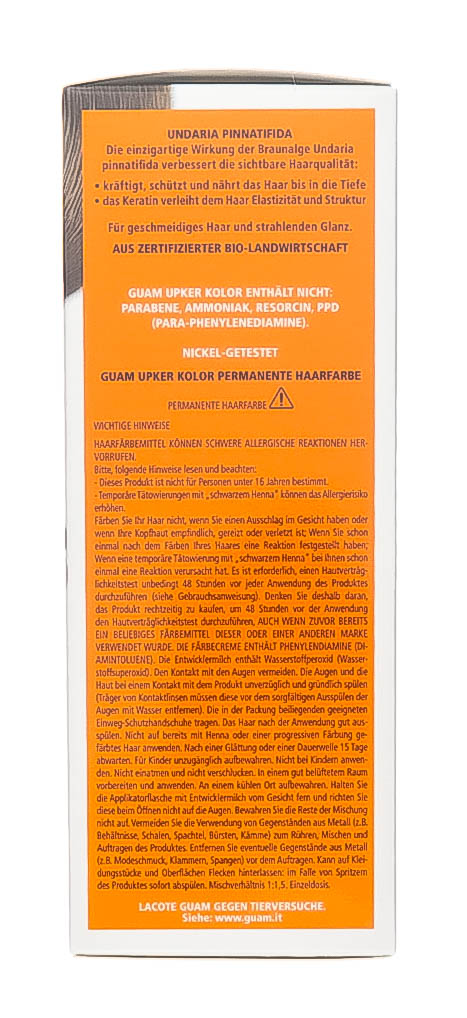 UNDARIA PINNATIFIDA
Die einzigartige Wirkung der Braunalge Undaria
pinnatifida verbessert die sichtbare Haarqualität:
• kräftigt, schützt und nährt das Haar bis in die Tiefe
• das Keratin verleiht dem Haar Elastizität und Struktur
Für geschmeidiges Haar und strahlenden Glanz.
AUS ZERTIFIZIERTER BIO-LANDWIRTSCHAFT
GUAM UPKER KOLOR ENTHÄLT NICHT:
PARABENE, AMMONIAK, RESORCIN, PPD
(PARA-PHENYLENEDIAMINE).
NICKEL-GETESTET
GUAM UPKER KOLOR PERMANENTE HAARFARBE
PERMANENTE HAARFARBE
WICHTIGE HINWEISE
HAARFÄRBEMITTEL KÖNNEN SCHWERE ALLERGISCHE REAKTIONEN HER-
VORRUFEN.
Bitte, folgende Hinweise lesen und beachten:
- Dieses Produkt ist nicht für Personen unter 16 Jahren bestimmt.
- Temporäre Tätowierungen mit „schwarzem Henna" können das Allergierisiko
erhöhen.
Färben Sie Ihr Haar nicht, wenn Sie einen Ausschlag im Gesicht haben oder
wenn Ihre Kopfhaut empfindlich, gereizt oder verletzt ist; Wenn Sie schon
einmal nach dem Färben Ihres Haares eine Reaktion festgestellt haben;
Wenn eine temporäre Tätowierung mit „schwarzem Henna" bei ihnen schon
einmal eine Reaktion verursacht hat. Es ist erforderlich, einen Hautverträg-
lichkeitstest unbedingt 48 Stunden vor jeder Anwendung des Produktes
durchführen (siehe Gebrauchsanweisung). Denken Sie deshalb daran,
das Produkt rechtzeitig zu kaufen, um 48 Stunden vor der Anwendung
den Hautverträglichkeitstest durchführen, AUCH WENN ZUVOR BEREITS
EIN BELIEBIGES FÄRBEMITTEL DIESER ODER EINER ANDEREN MARKE
VERWENDET WURDE. DIE FÄRBECREME ENTHÄLT PHENYLENDIAMINE (DI-
AMINTOLUENE). Die Entwicklermilch enthält Wasserstoffperoxid (Wasser-
stoffsuperoxid). Den Kontakt mit den Augen vermeiden. Die Augen und die
Haut bei einem Kontakt mit dem Produkt unverzüglich und gründlich spülen
(Träger von Kontaktlinsen müssen diese vor dem sorgfältigen Ausspülen der
Augen mit Wasser entfernen). Die in der Packung beiliegenden geeigneten
Einweg-Schutzhandschuhe tragen. Das Haar nach der Anwendung gut aus-
spülen. Nicht auf bereits mit Henna oder einer progressiven Färbung ge-
färbtes Haar anwenden. Nach einer Glättung oder einer Dauerwelle 15 Tage
abwarten. Für Kinder unzugänglich aufbewahren. Nicht bei Kindern anwen-
den. Nicht einatmen und nicht verschlucken. In einem gut belüftetem Raum
vorbereiten und anwenden. An einem kühlen Ort aufbewahren. Halten Sie
die Applikatorflasche mit Entwicklermilch vom Gesicht fern und richten Sie
diese beim Öffnen nicht auf die Augen. Bewahren Sie die Reste der Mischung
nicht auf. Vermeiden Sie die Verwendung von Gegenständen aus Metall (z.B.
Behältnisse, Schalen, Spachtel, Bürsten, Kämme) zum Rühren, Mischen und
Auftragen des Produktes. Entfernen Sie eventuelle Gegenstände aus Metall
(z.B. Modeschmuck, Klammern, Spangen) vor dem Auftragen. Kann auf Klei-
dungsstücke und Oberflächen Flecken hinterlassen: im Falle von Spritzern
des Produktes sofort abspülen. Mischverhältnis 1:1,5. Einzeldosis.
LACOTE GUAM GEGEN TIERVERSUCHE.
Siehe: www.guam.it